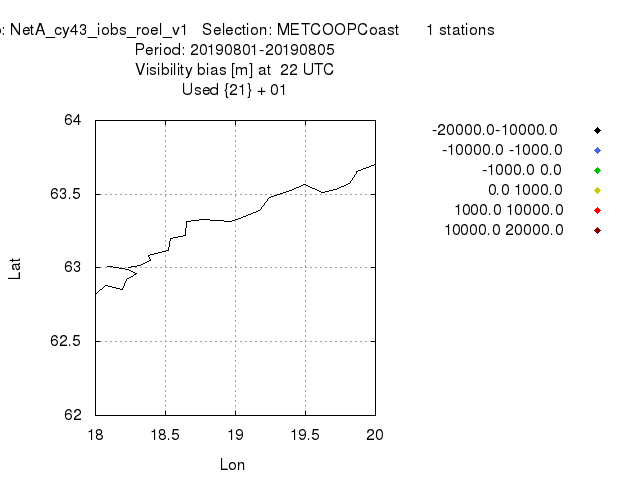 : NetA_cy43_iobs_roel_v1 Selection: METCOOPCoast 1 stations
Period: 20190801-20190805
Visibility bias [m] at 22 UTC
Used {21} + 01
-20000.0-10000.0
-10000.0 -1000.0
-1000.0 0.0
0.0 1000.0
1000.0 10000.0
10000.0 20000.0
64
63.5
63
62.5
62
Lat
18
18.5
19
19.5
20
Lon